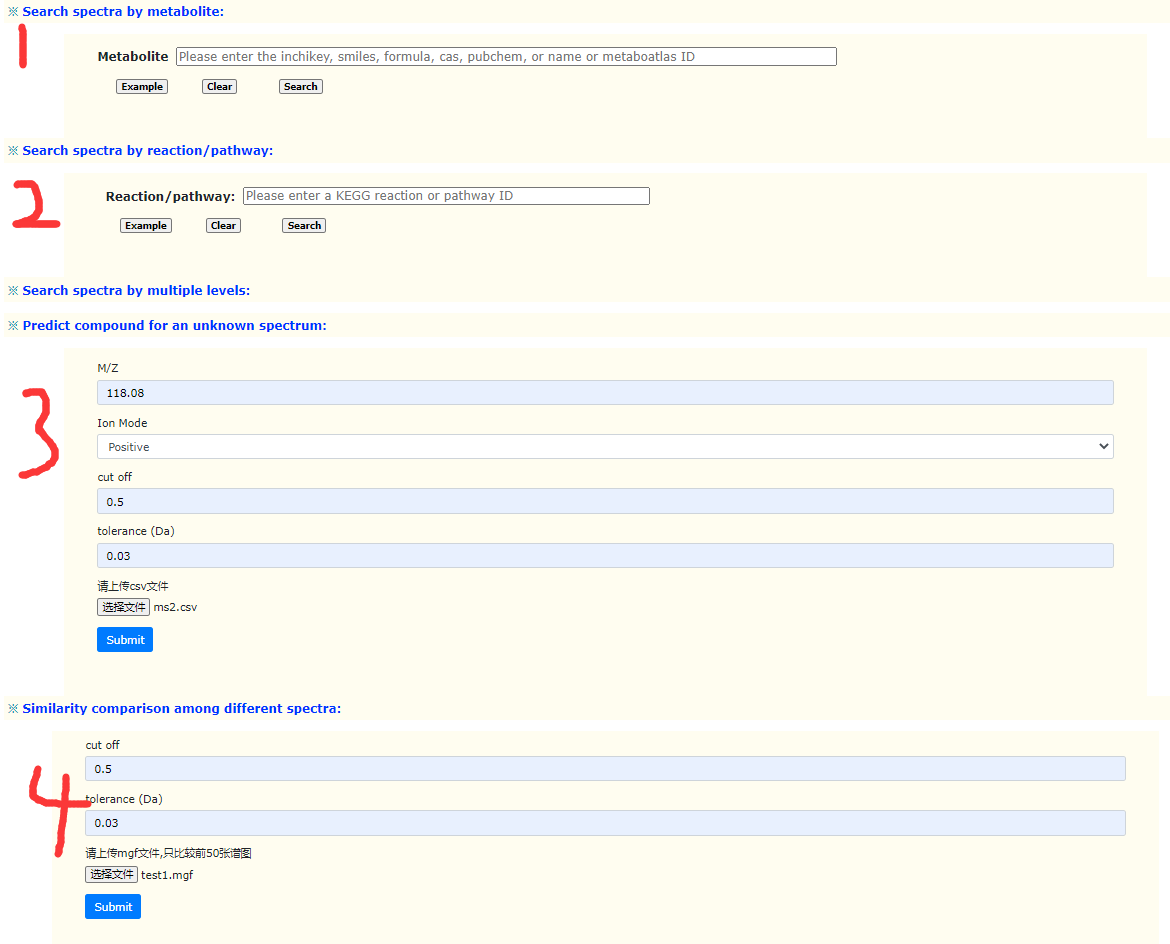 ※ Search spectra by metabolite:
1
Metabolite Please enter the inchikey, smiles, formula, cas, pubchem, or name or metaboatlas ID
Example Clear Search
※ Search spectra by reaction/pathway:
2
Reaction/pathway: Please enter a KEGG reaction or pathway ID
Example Clear Search
※ Search spectra by multiple levels:
※ Predict compound for an unknown spectrum:
3
M/Z
118.08
Ion Mode
Positive
cut off
0.5
tolerance (Da)
0.03
请上传csv文件
选择文件 ms2.csv
Submit
※ Similarity comparison among different spectra:
4
cut off
0.5
tolerance (Da)
0.03
请上传mgf文件,只比较前50张谱图
选择文件 test1.mgf
Submit